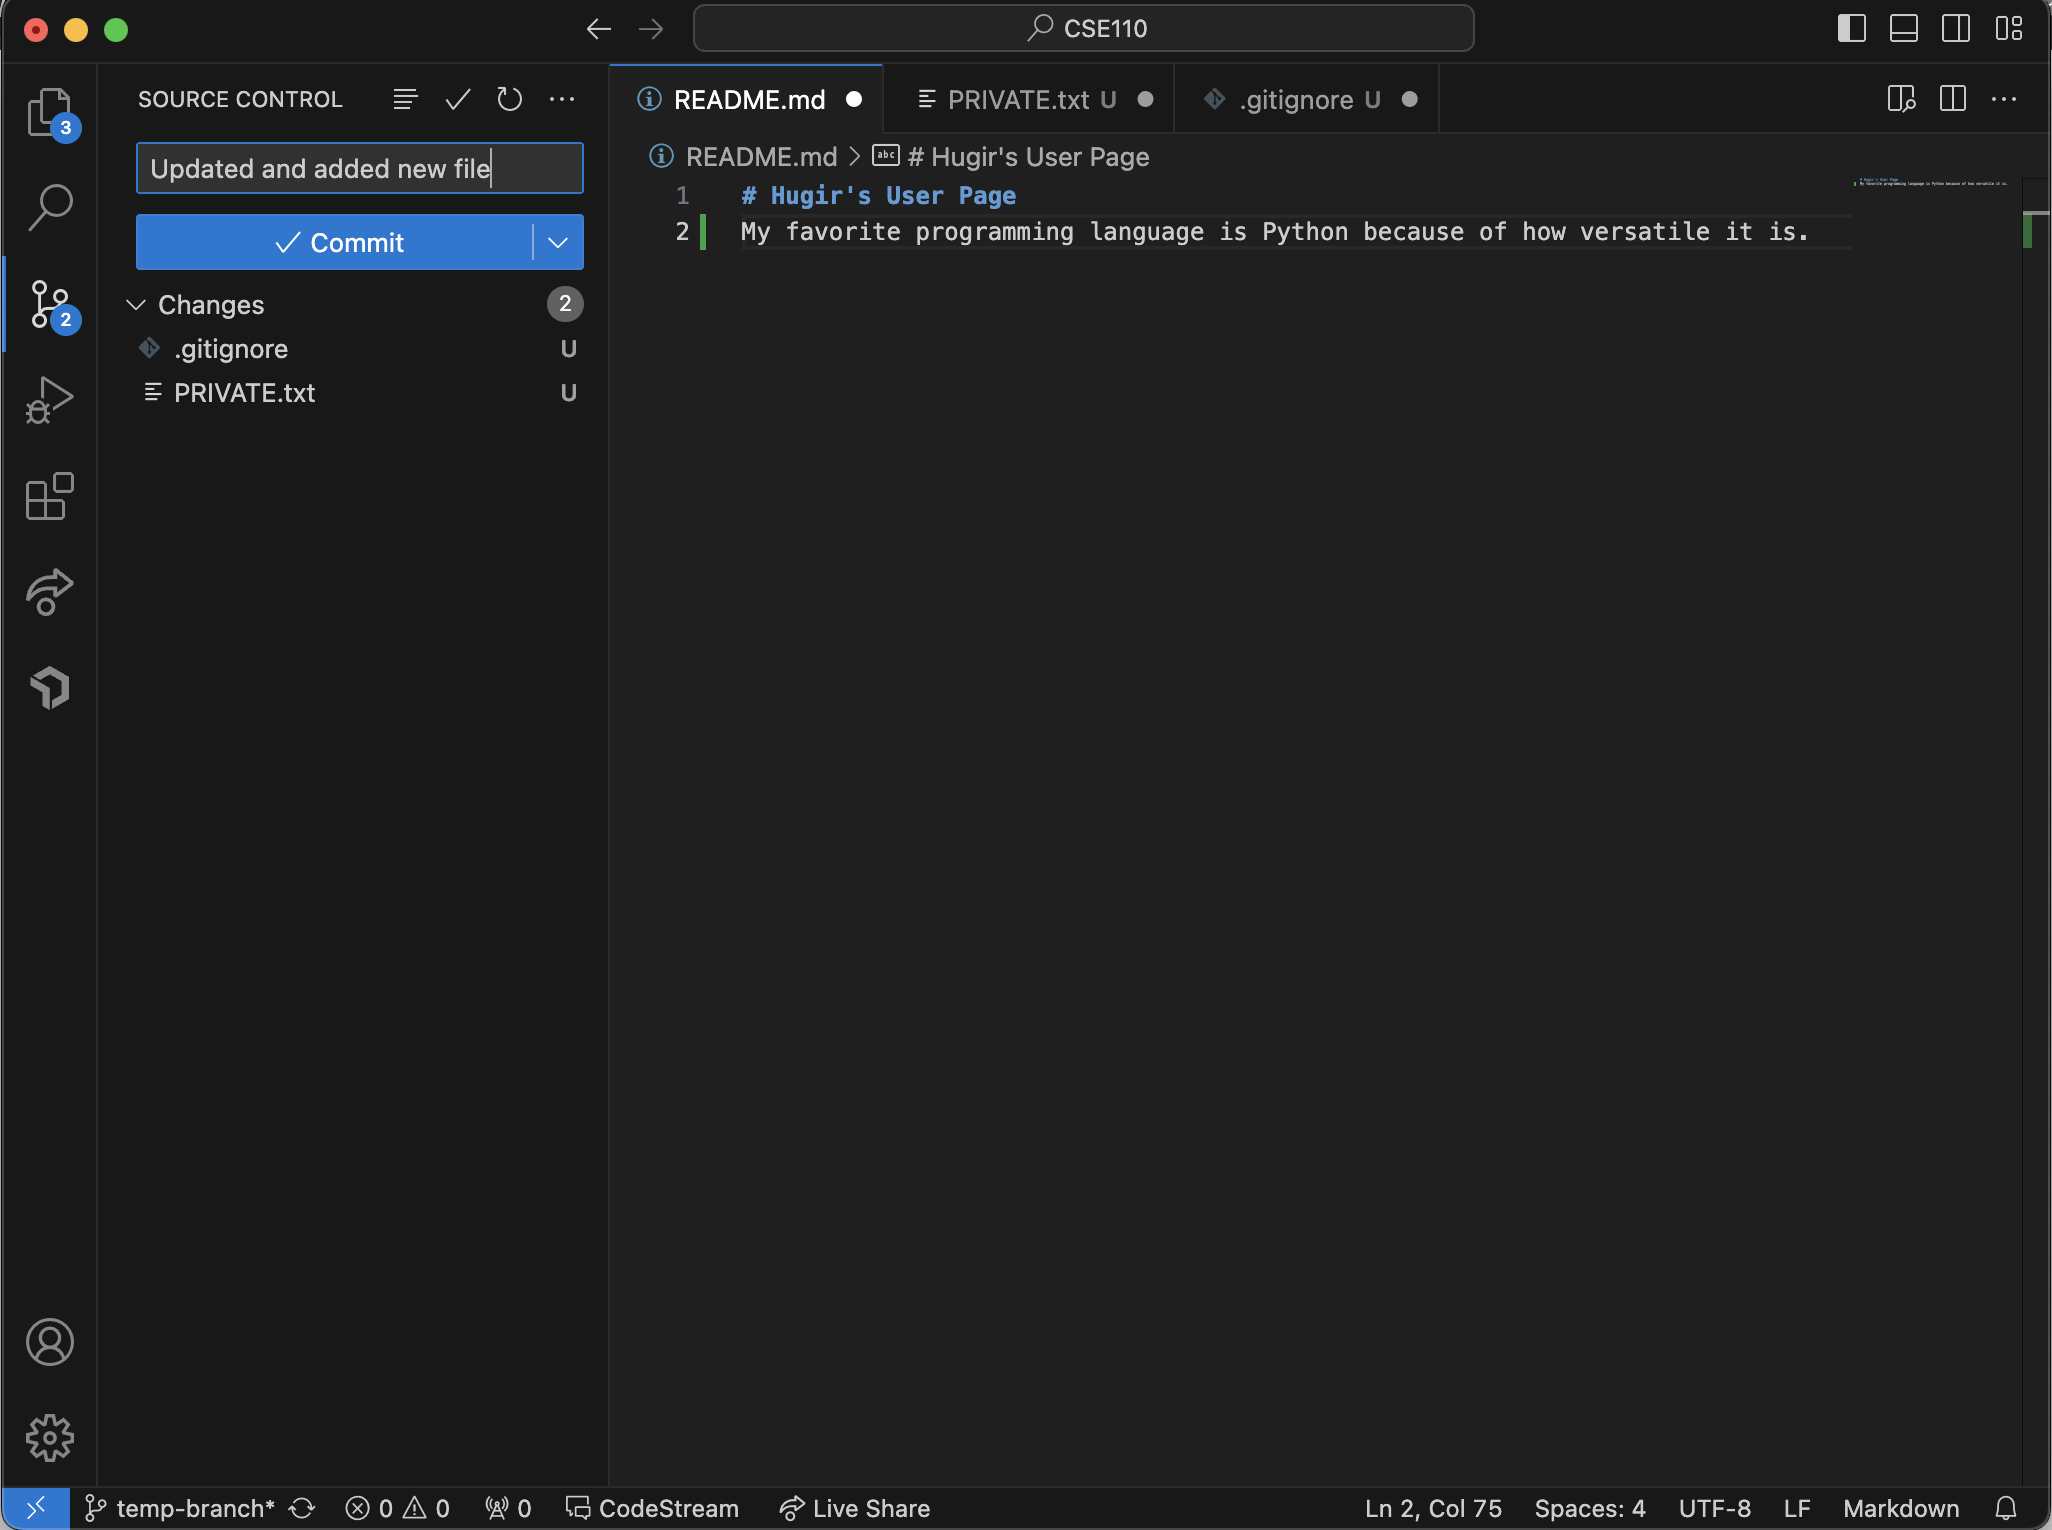 CSE110
SOURCE CONTROL
README.md
PRIVATE.txt U
.gitignore U
3
Updated and added new file
README.md > abc # Hugir's User Page
1 # Hugir's User Page
2 My favorite programming language is Python because of how versatile it is.
Commit
2
Changes 2
.gitignore U
PRIVATE.txt U
temp-branch* 0 0 0 CodeStream Live Share Ln 2, Col 75 Spaces: 4 UTF-8 LF Markdown